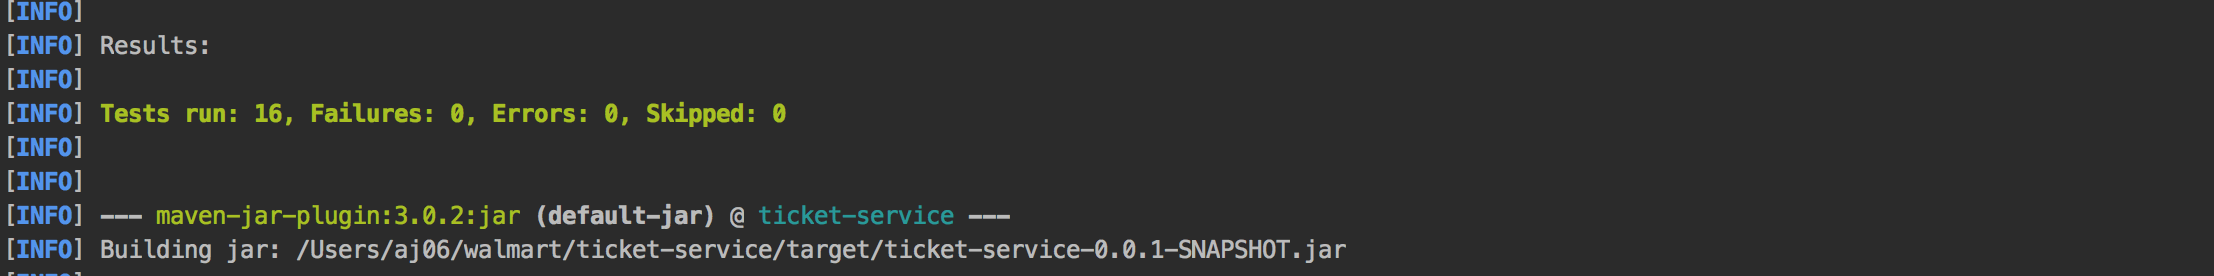 [INFO]
[INFO] Results:
[INFO]
[INFO] Tests run: 16, Failures: 0, Errors: 0, Skipped: 0
[INFO]
[INFO]
[INFO] --- maven-jar-plugin:3.0.2:jar (default-jar) @ ticket-service ---
[INFO] Building jar: /Users/aj06/walmart/ticket-service/target/ticket-service-0.0.1-SNAPSHOT.jar
[INFO]